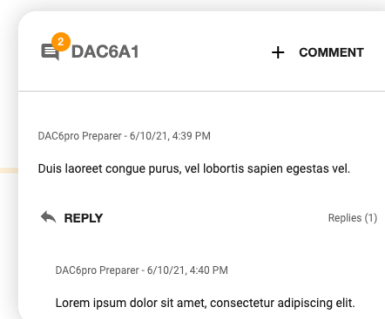 2
DAC6A1
+ COMMENT
DAC6pro Preparer - 6/10/21, 4:39 PM
Duis laoreet congue purus, vel lobortis sapien egestas vel.
REPLY
Replies (1)
DAC6pro Preparer - 6/10/21, 4:40 PM
Lorem ipsum dolor sit amet, consectetur adipiscing elit.